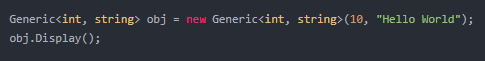 Generic<int, string> obj = new Generic<int, string>(10, "Hello World");
obj.Display();